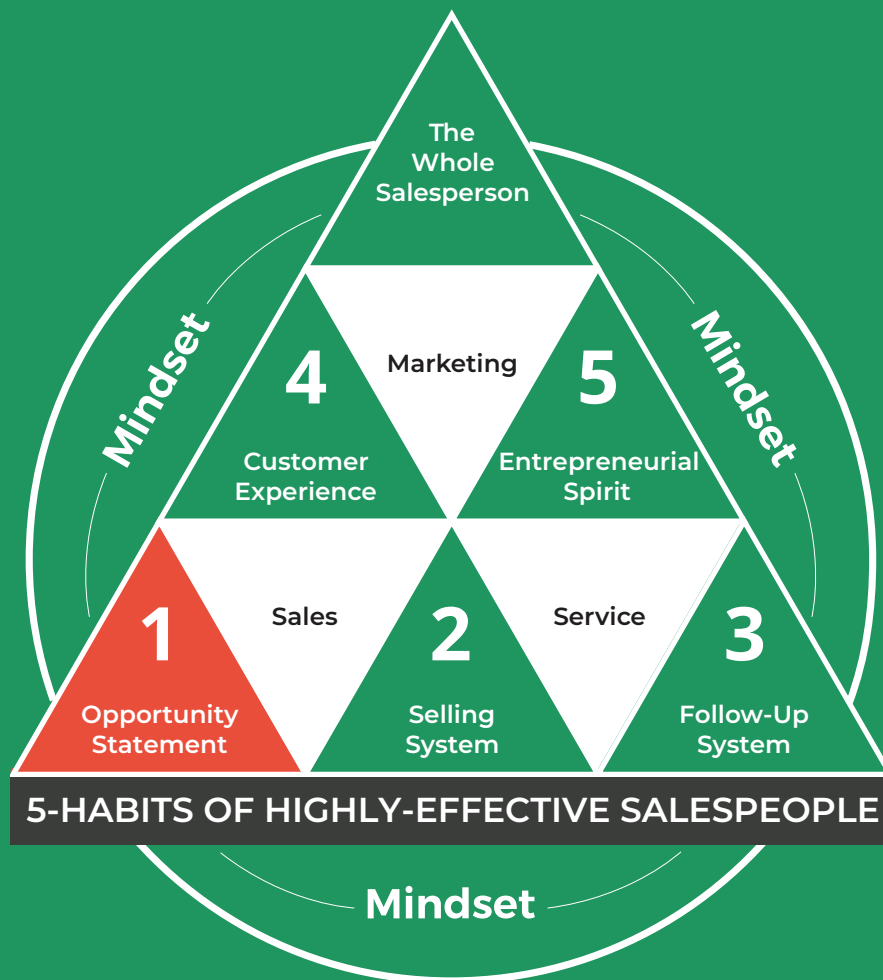 The
Whole
Salesperson
Mindset
Mindset
4
Marketing
5
Customer
Experience
Entrepreneurial
Spirit
1
Sales
2
Service
3
Opportunity
Statement
Selling
System
Follow-Up
System
5-HABITS OF HIGHLY-EFFECTIVE SALESPEOPLE
Mindset